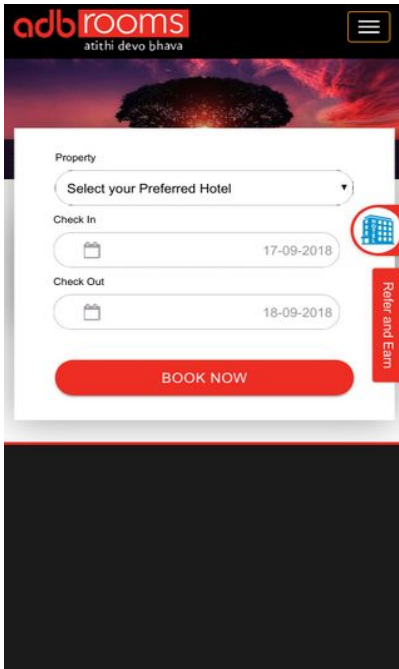 adb rooms
atithi devo bhava
Property
Select your Preferred Hotel
Check In
17-09-2018
Check Out
18-09-2018
Refer and Earn
BOOK NOW